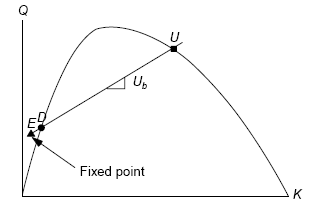 Q
U
U_b
E D
Fixed point
K